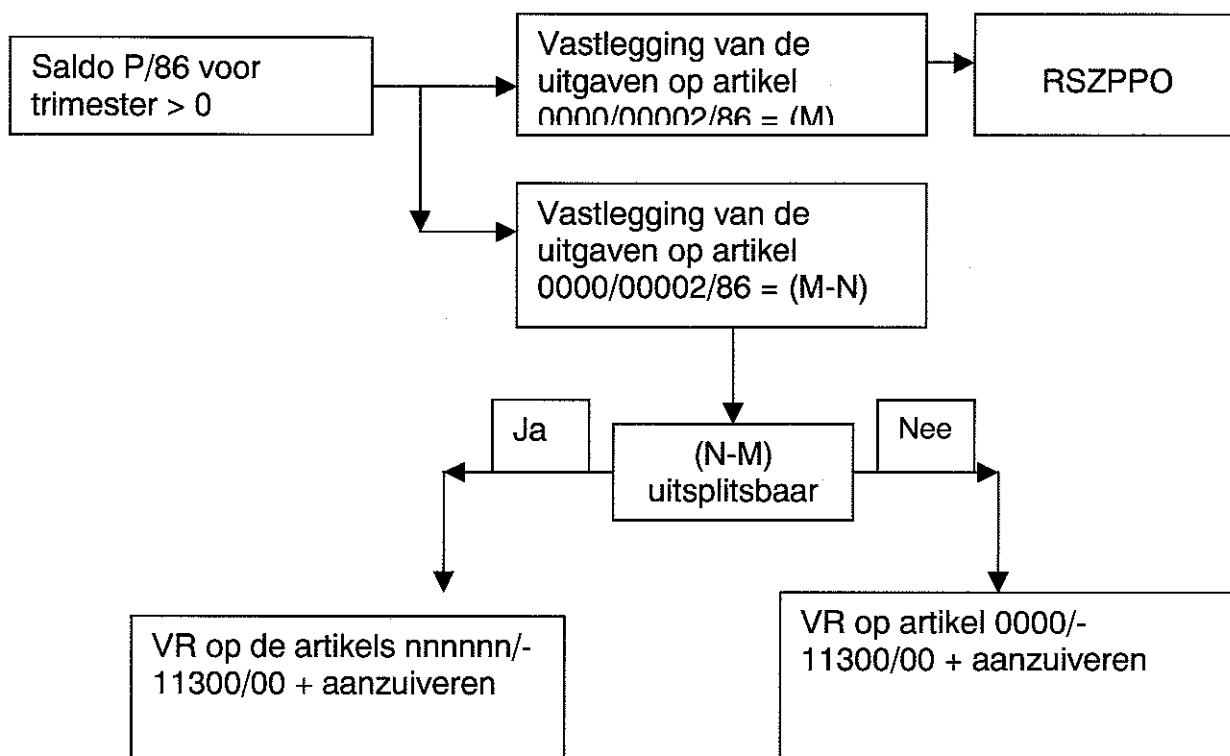 Saldo P/86 voor
trimester > 0
Vastlegging van de
uitgaven op artikel
0000/00002/86 = (M)
RSZPPO
Vastlegging van de
uitgaven op artikel
0000/00002/86 = (M-N)
Ja
(N-M)
uitsplitsbaar
Nee
VR op de artikels nnnnnn/-
11300/00 + aanzuiveren
VR op artikel 0000/-
11300/00 + aanzuiveren